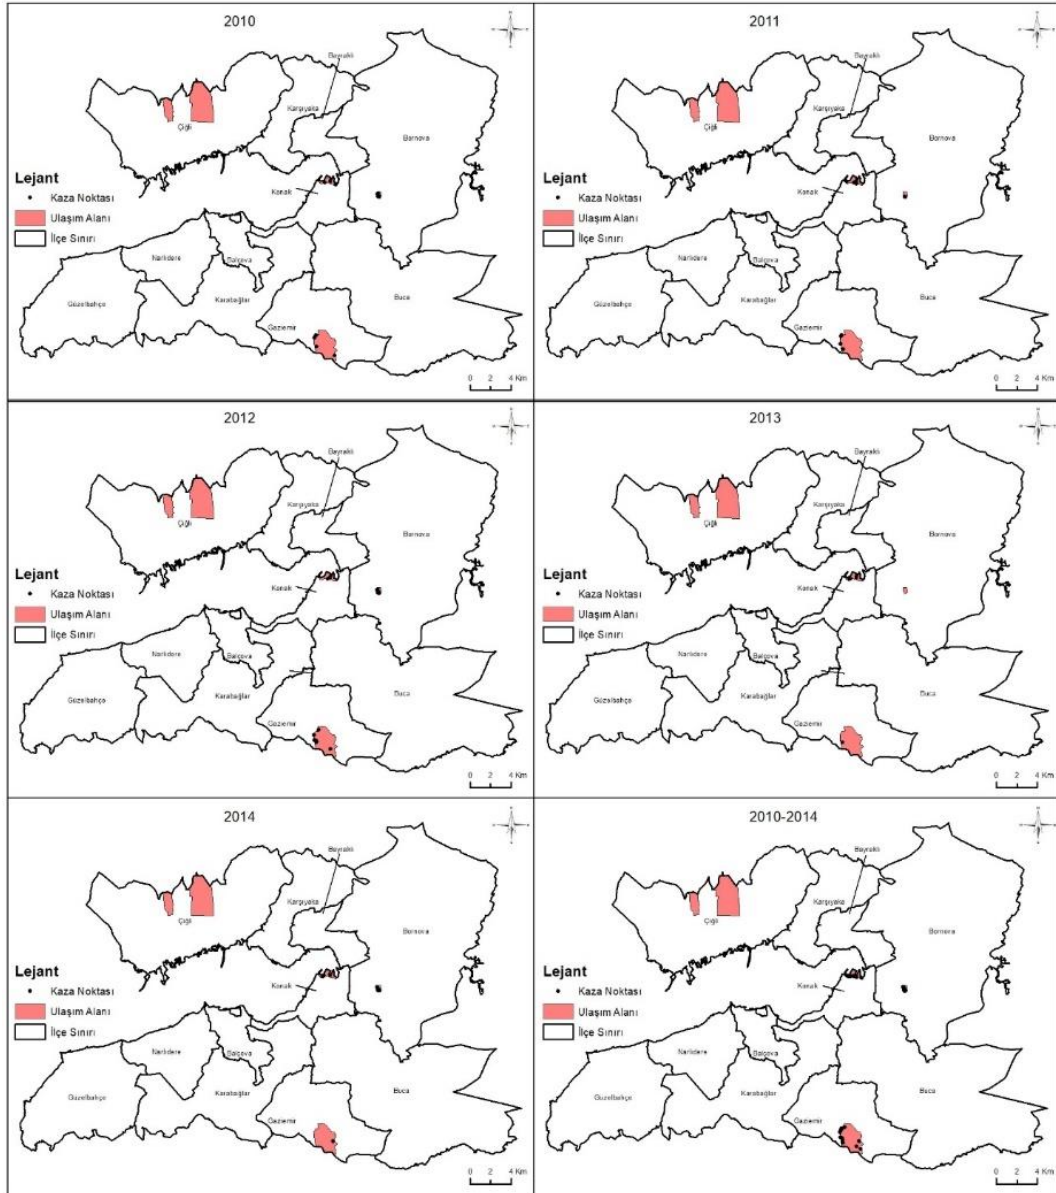 2010
Bayraklı
Karşıyaka
Bornova
Çiğli
Lejant
Kaza Noktası
Ulaşım Alanı
İlçe Sınırı
Konak
Narlıdere
Balçova
Güzelbahçe
Karabağlar
Buca
Gaziemir
0 2 4 Km
2011
Bayraklı
Karşıyaka
Bornova
Çiğli
Lejant
Kaza Noktası
Ulaşım Alanı
İlçe Sınırı
Konak
Narlıdere
Balçova
Güzelbahçe
Karabağlar
Buca
Gaziemir
0 2 4 Km
2012
Bayraklı
Karşıyaka
Bornova
Çiğli
Lejant
Kaza Noktası
Ulaşım Alanı
İlçe Sınırı
Konak
Narlıdere
Balçova
Güzelbahçe
Karabağlar
Buca
Gaziemir
0 2 4 Km
2013
Bayraklı
Karşıyaka
Bornova
Çiğli
Lejant
Kaza Noktası
Ulaşım Alanı
İlçe Sınırı
Konak
Narlıdere
Balçova
Güzelbahçe
Karabağlar
Buca
Gaziemir
0 2 4 Km
2014
Bayraklı
Karşıyaka
Bornova
Çiğli
Lejant
Kaza Noktası
Ulaşım Alanı
İlçe Sınırı
Konak
Narlıdere
Balçova
Güzelbahçe
Karabağlar
Buca
Gaziemir
0 2 4 Km
2010-2014
Bayraklı
Karşıyaka
Bornova
Çiğli
Lejant
Kaza Noktası
Ulaşım Alanı
İlçe Sınırı
Konak
Narlıdere
Balçova
Güzelbahçe
Karabağlar
Buca
Gaziemir
0 2 4 Km